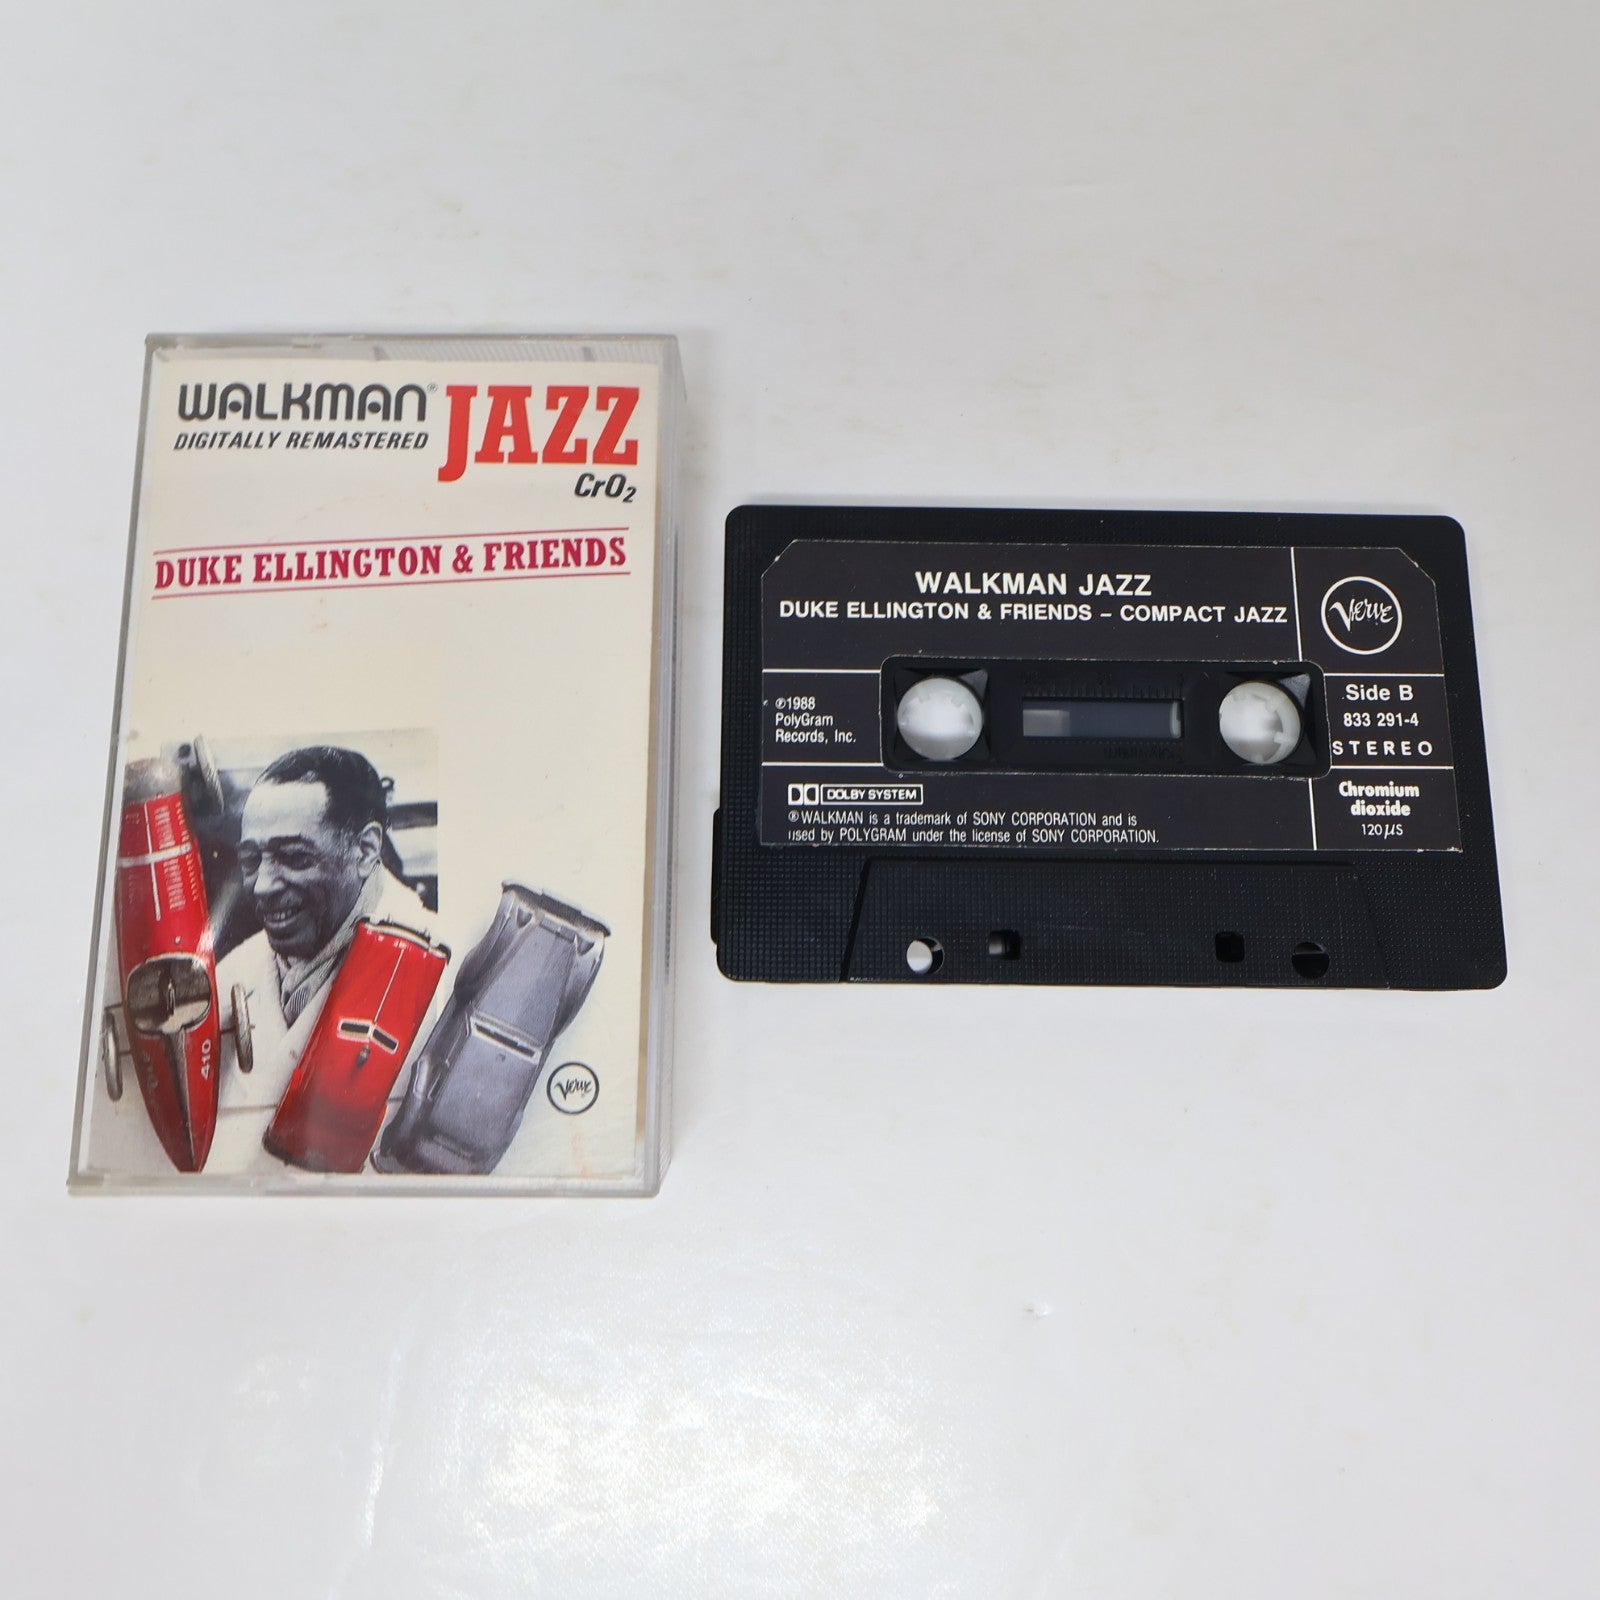 WALKMAN® JAZZ
DIGITALLY REMASTERED
CrO2
DUKE ELLINGTON & FRIENDS
410
Verve
WALKMAN JAZZ
DUKE ELLINGTON & FRIENDS – COMPACT JAZZ
Verve
℗1988
PolyGram
Records, Inc.
Side B
833 291-4
STEREO
DOLBY SYSTEM
® WALKMAN is a trademark of SONY CORPORATION and is
used by POLYGRAM under the license of SONY CORPORATION.
Chromium
dioxide
120 µS